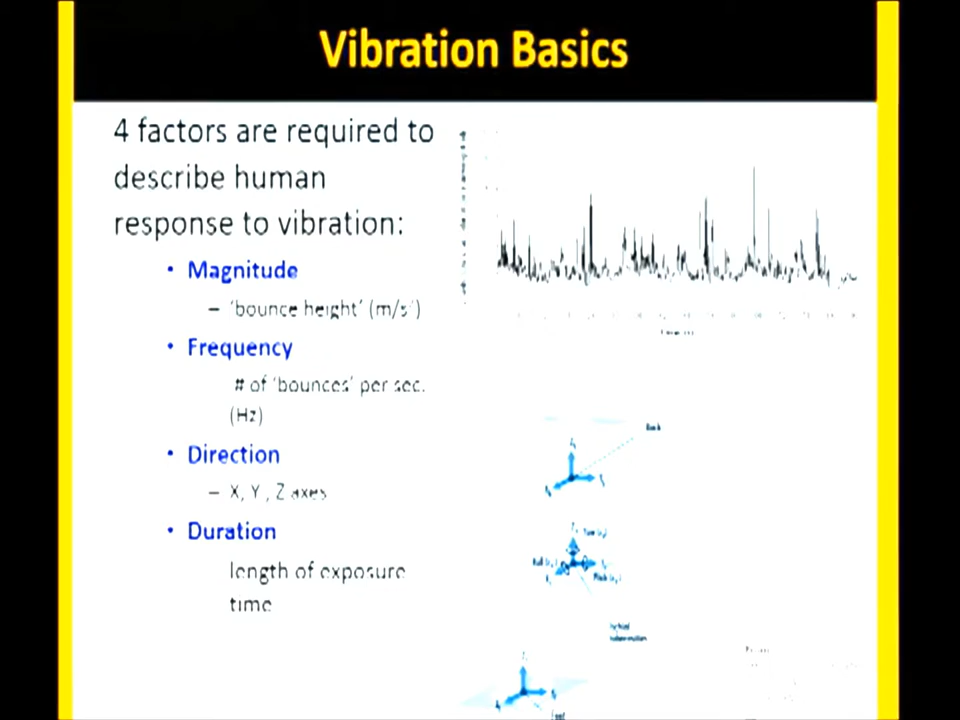 Vibration Basics
4 factors are required to
describe human
response to vibration:
• Magnitude
– 'bounce height' (m/s²)
• Frequency
# of 'bounces' per sec.
(Hz)
• Direction
– X, Y, Z axes
• Duration
length of exposure
time
Back